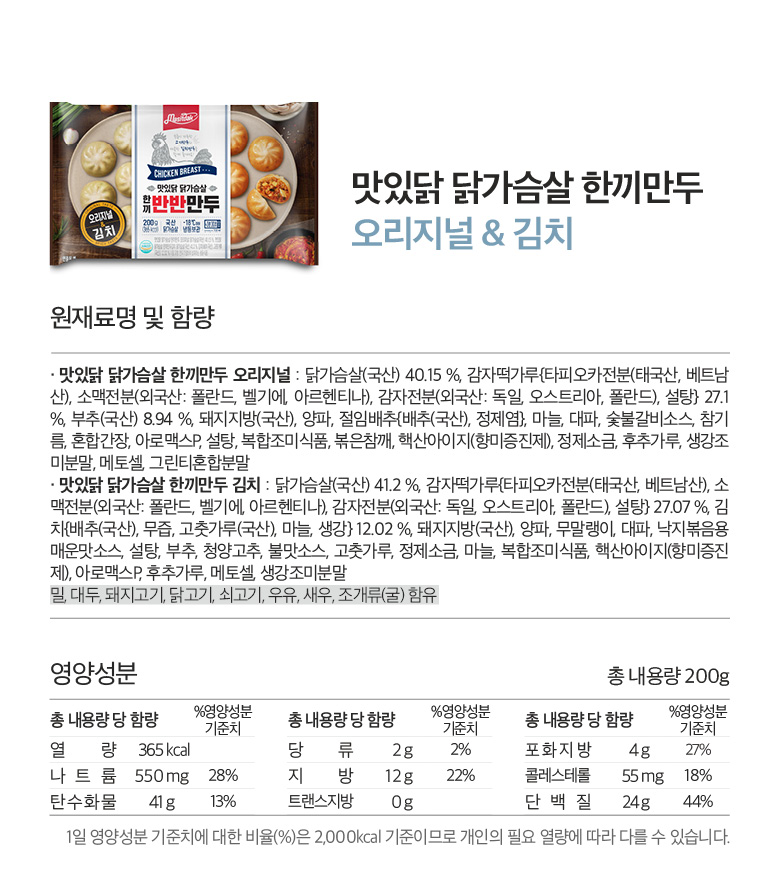 CHICKEN BREAST
맛있닭 닭가슴살
한끼 반반만두
오리지널
&
김치
200g
국산
닭가슴살
-18℃이하
냉동보관
맛있닭 닭가슴살 한끼만두
오리지널 & 김치
원재료명 및 함량
· 맛있닭 닭가슴살 한끼만두 오리지널 : 닭가슴살(국산) 40.15 %, 감자떡가루{타피오카전분(태국산, 베트남
산), 소맥전분(외국산: 폴란드, 벨기에, 아르헨티나), 감자전분(외국산: 독일, 오스트리아, 폴란드), 설탕} 27.1
%, 부추(국산) 8.94 %, 돼지지방(국산), 양파, 절임배추{배추(국산), 정제염}, 마늘, 대파, 숯불갈비소스, 참기
름, 혼합간장, 아로맥스P, 설탕, 복합조미식품, 볶은참깨, 핵산아이지(향미증진제), 정제소금, 후추가루, 생강조
미분말, 메토셀, 그린티혼합분말
· 맛있닭 닭가슴살 한끼만두 김치 : 닭가슴살(국산) 41.2 %, 감자떡가루{타피오카전분(태국산, 베트남산), 소
맥전분(외국산: 폴란드, 벨기에, 아르헨티나), 감자전분(외국산: 독일, 오스트리아, 폴란드), 설탕} 27.07 %, 김
치{배추(국산), 무즙, 고춧가루(국산), 마늘, 생강} 12.02 %, 돼지지방(국산), 양파, 무말랭이, 대파, 낙지볶음용
매운맛소스, 설탕, 부추, 청양고추, 불맛소스, 고춧가루, 정제소금, 마늘, 복합조미식품, 핵산아이지(향미증진
제), 아로맥스P, 후추가루, 메토셀, 생강조미분말
밀, 대두, 돼지고기, 닭고기, 쇠고기, 우유, 새우, 조개류(굴) 함유
영양성분 총 내용량 200g
총 내용량 당 함량 %영양성분 기준치 총 내용량 당 함량 %영양성분 기준치 총 내용량 당 함량 %영양성분 기준치
열 량 365 kcal 당 류 2 g 2% 포화지방 4 g 27%
나트륨 550 mg 28% 지 방 12 g 22% 콜레스테롤 55 mg 18%
탄수화물 41 g 13% 트랜스지방 0 g 단백질 24 g 44%
1일 영양성분 기준치에 대한 비율(%)은 2,000kcal 기준이므로 개인의 필요 열량에 따라 다를 수 있습니다.